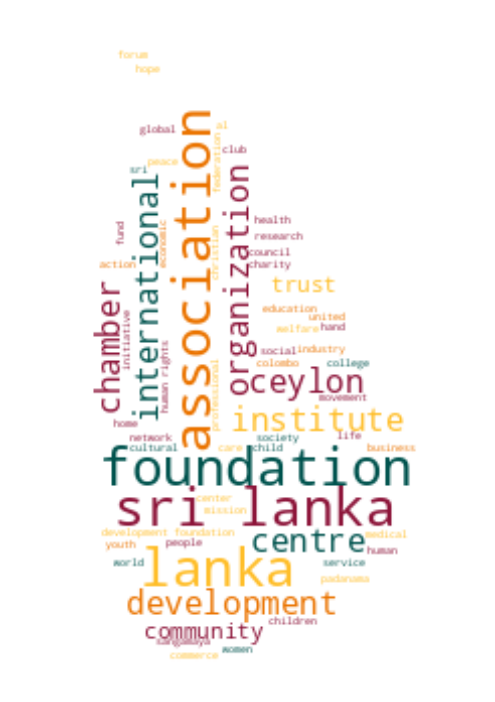 forum
hope
global
al
association
club
peace
sri
federation
international
organization
fund
economic
christian
health
research
council
charity
action
trust
chamber
initiative
education
united
welfare
hand
human rights
social
industry
professional
colombo
college
ceylon
movement
institute
home
network
life
cultural
society
care
child
business
foundation
sri lanka
center
mission
development foundation
centre
medical
youth
people
human
lanka
world
service
padanama
development
children
community
sangamaya
women
commerce